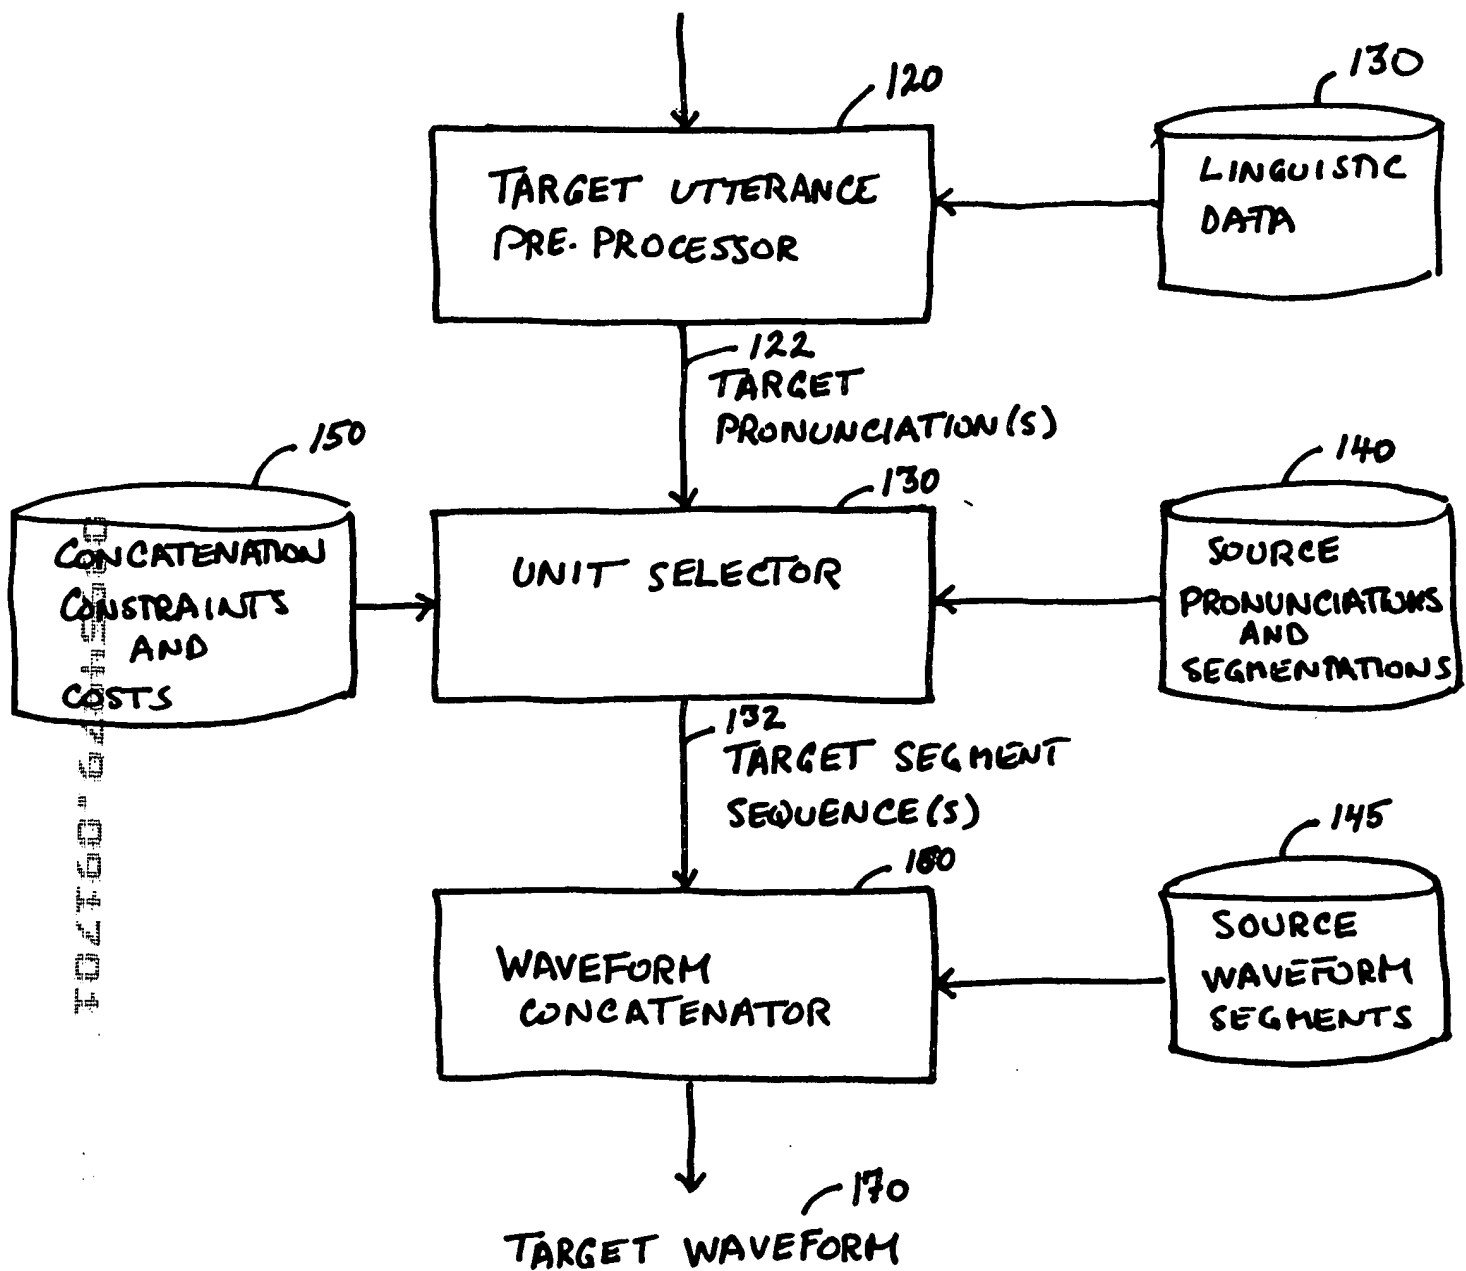 120
130
TARGET UTTERANCE
PRE-PROCESSOR
LINGUISTIC
DATA
122
TARGET
PRONUNCIATION(S)
150
130
140
CONCATENATION
CONSTRAINTS
AND
COSTS
UNIT SELECTOR
SOURCE
PRONUNCIATIONS
AND
SEGMENTATIONS
132
TARGET SEGMENT
SEQUENCE(S)
160
145
WAVEFORM
CONCATENATOR
SOURCE
WAVEFORM
SEGMENTS
170
TARGET WAVEFORM